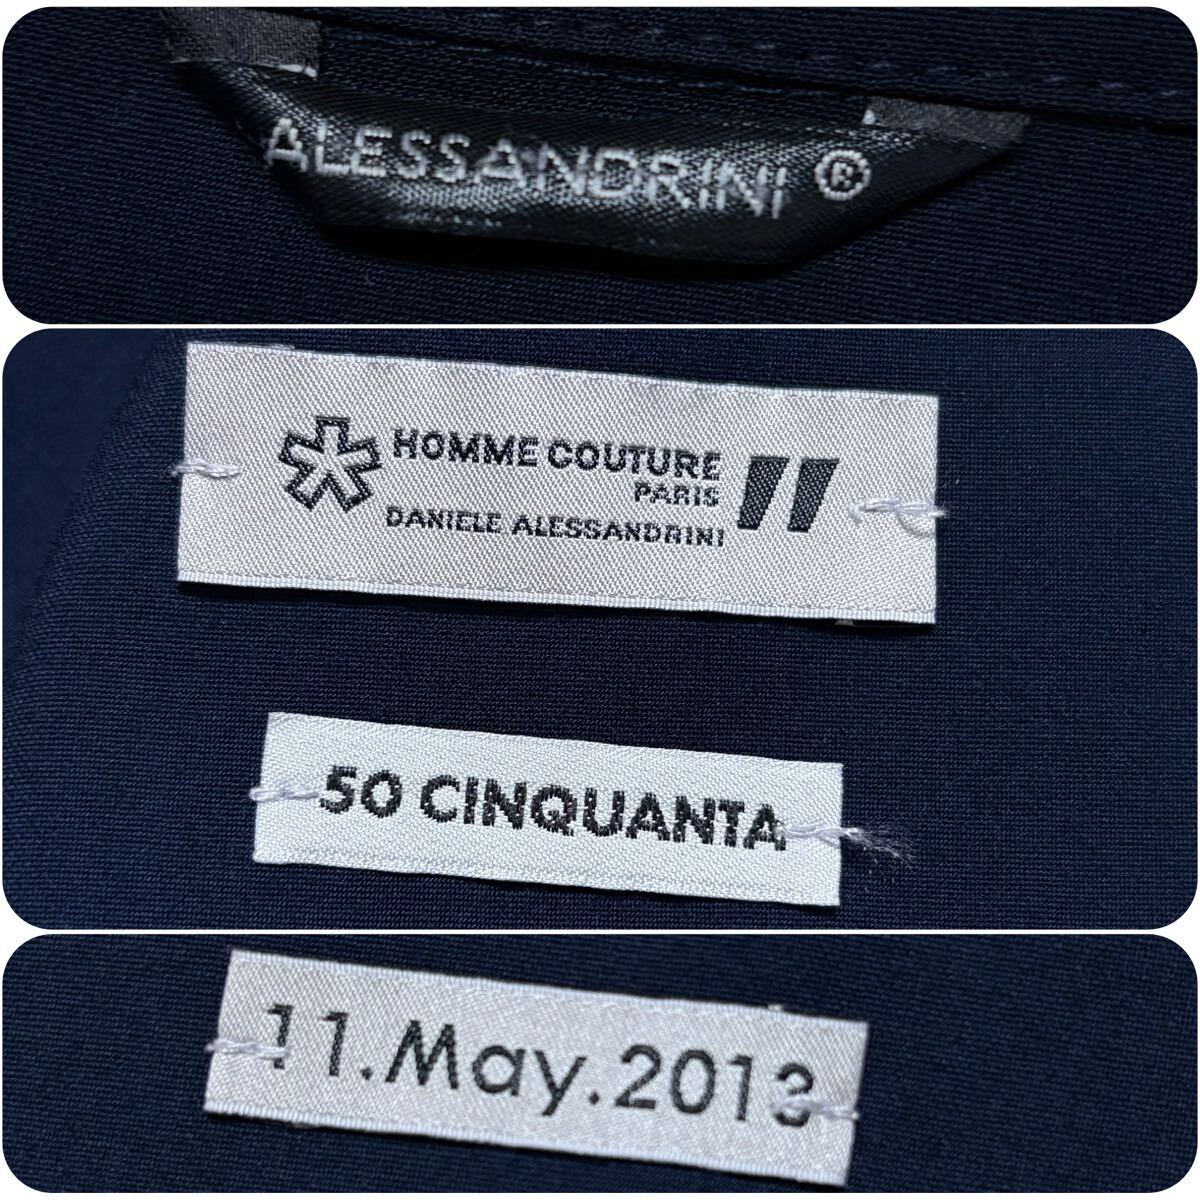 ALESSANDRINI ®
HOMME COUTURE
PARIS
DANIELE ALESSANDRINI
50 CINQUANTA
11.May.2013